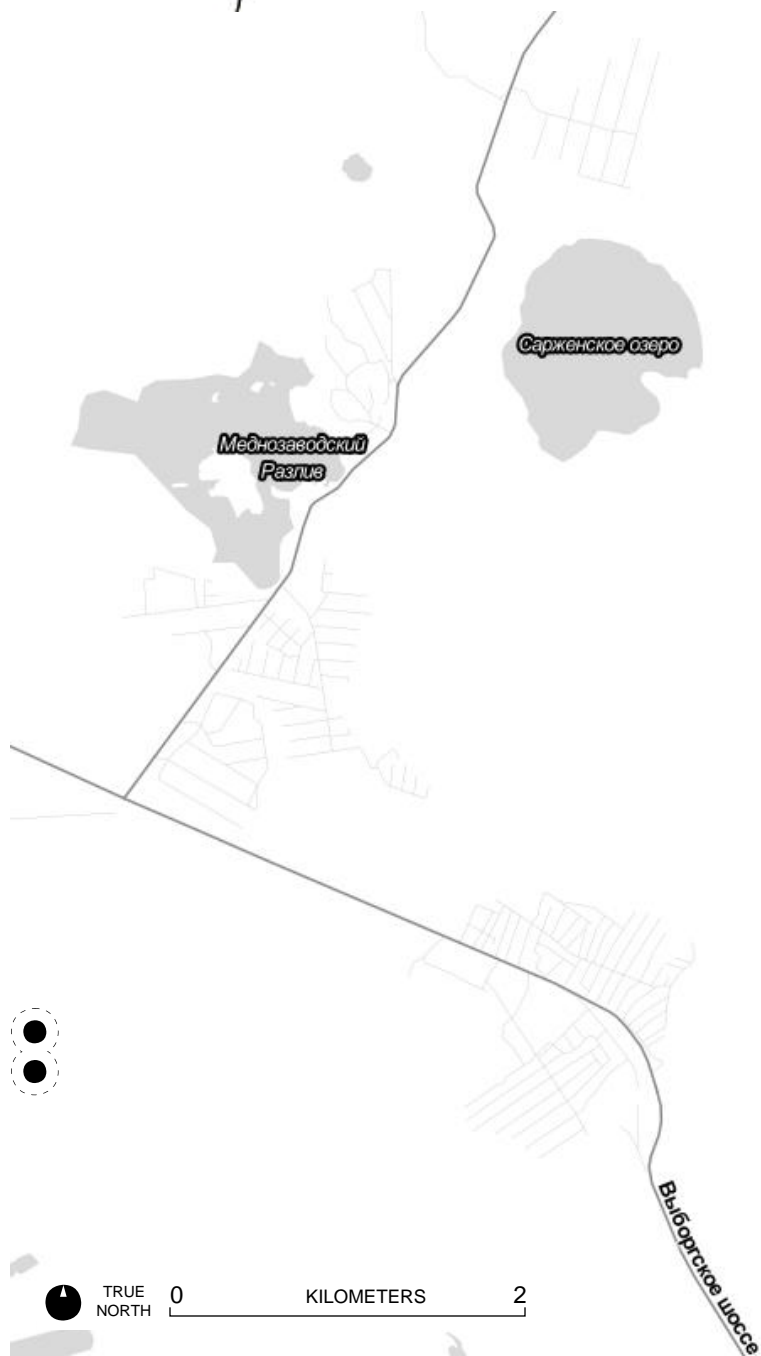 Сарженское озеро
Меднозаводский
Разлив
Выборгское шоссе
TRUE
NORTH
0 KILOMETERS 2